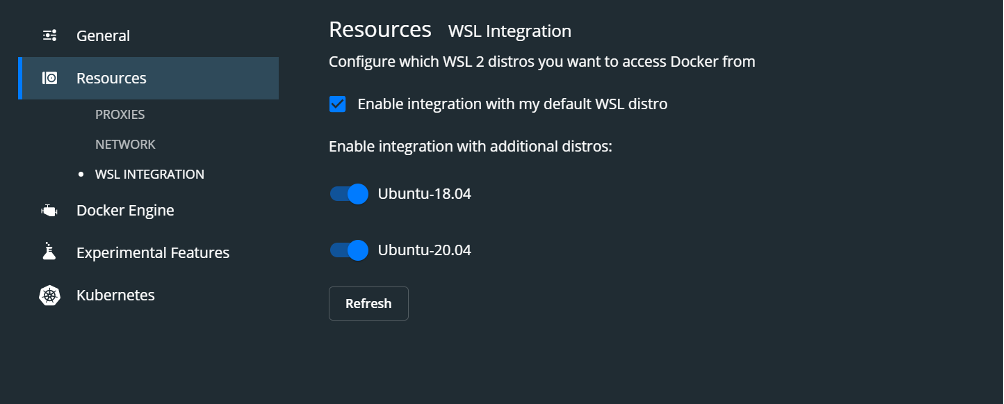 General
Resources
PROXIES
NETWORK
WSL INTEGRATION
Docker Engine
Experimental Features
Kubernetes
Resources WSL Integration
Configure which WSL 2 distros you want to access Docker from
Enable integration with my default WSL distro
Enable integration with additional distros:
Ubuntu-18.04
Ubuntu-20.04
Refresh